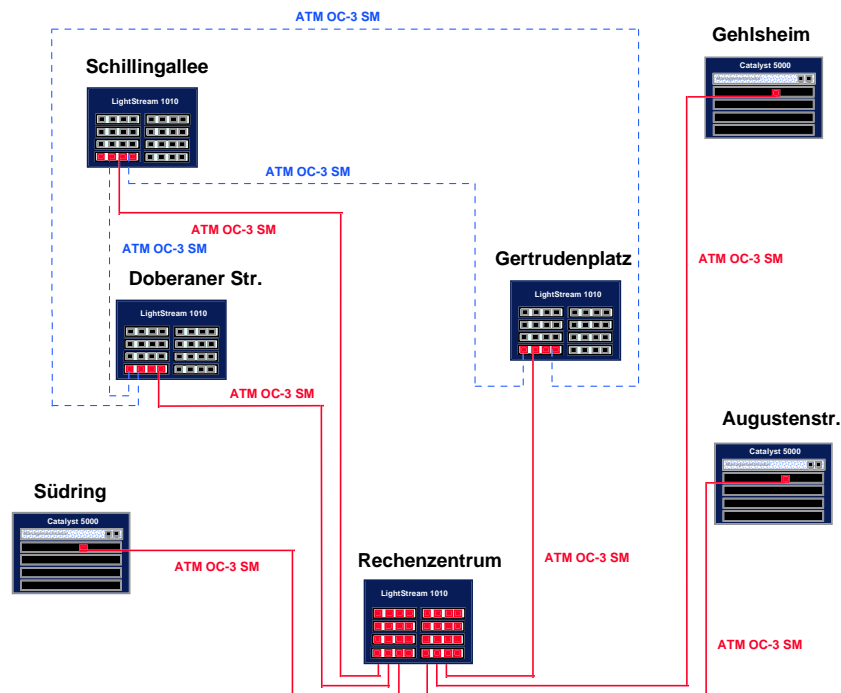 ATM OC-3 SM
Gehlsheim
Catalyst 5000
Schillingallee
LightStream 1010
ATM OC-3 SM
ATM OC-3 SM
ATM OC-3 SM
Gertrudenplatz
ATM OC-3 SM
Doberaner Str.
LightStream 1010
LightStream 1010
ATM OC-3 SM
Augustenstr.
Catalyst 5000
Südring
Catalyst 5000
Rechenzentrum
ATM OC-3 SM
ATM OC-3 SM
LightStream 1010
ATM OC-3 SM